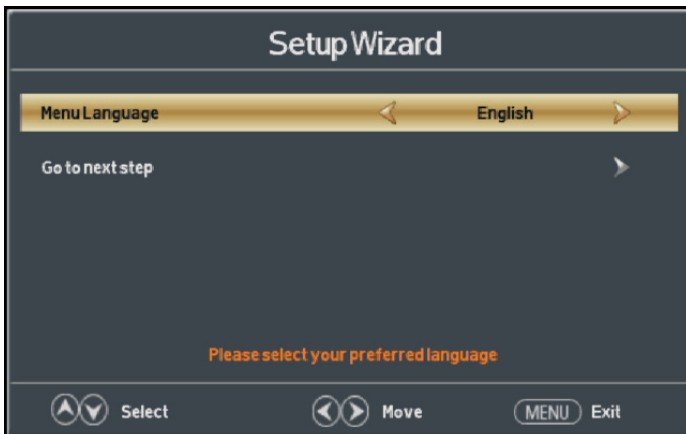 Setup Wizard
Menu Language English
Go to next step
Please select your preferred language
Select Move MENU Exit